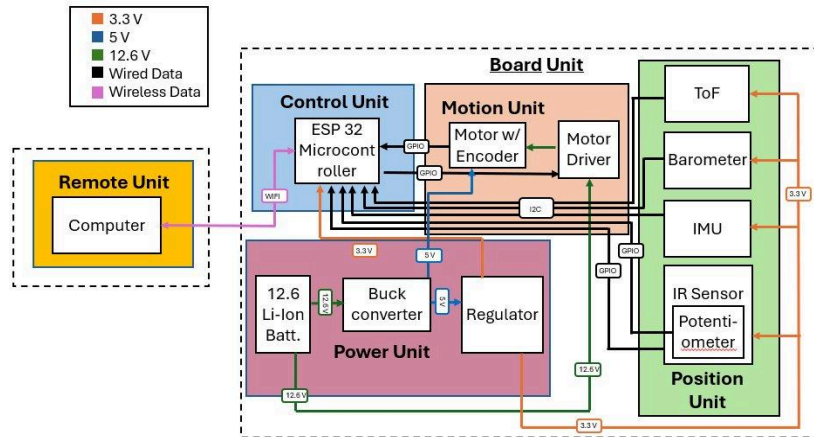 3.3 V
5 V
12.6 V
Wired Data
Wireless Data
Board Unit
Control Unit
ESP 32
Microcont
roller
Motion Unit
Motor w/
Encoder
Motor
Driver
GPIO
GPIO
ToF
Barometer
IMU
IR Sensor
Potenti-
ometer
Position
Unit
3.3 V
I2C
GPIO
GPIO
Remote Unit
Computer
WIFI
3.3 V
5 V
12.6
Li-Ion
Batt.
12.6 V
Buck
converter
5 V
Regulator
Power Unit
12.6 V
12.6 V
3.3 V